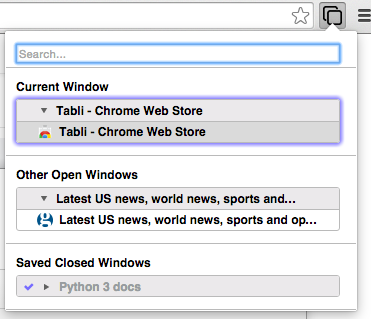 Search...
Current Window
Tabli - Chrome Web Store
Tabli - Chrome Web Store
Other Open Windows
Latest US news, world news, sports and...
Latest US news, world news, sports and op...
Saved Closed Windows
Python 3 docs